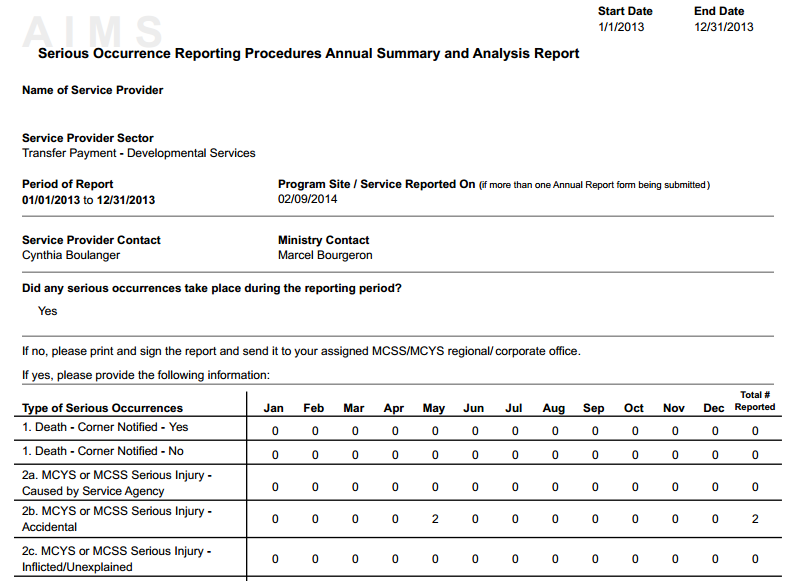 AIMS
Start Date End Date
1/1/2013 12/31/2013
Serious Occurrence Reporting Procedures Annual Summary and Analysis Report
Name of Service Provider
Service Provider Sector
Transfer Payment - Developmental Services
Period of Report Program Site / Service Reported On (if more than one Annual Report form being submitted)
01/01/2013 to 12/31/2013 02/09/2014
Service Provider Contact Ministry Contact
Cynthia Boulanger Marcel Bourgeron
Did any serious occurrences take place during the reporting period?
Yes
If no, please print and sign the report and send it to your assigned MCSS/MCYS regional/corporate office.
If yes, please provide the following information:
Type of Serious Occurrences Jan Feb Mar Apr May Jun Jul Aug Sep Oct Nov Dec Total # Reported
1. Death - Corner Notified - Yes 0 0 0 0 0 0 0 0 0 0 0 0 0
1. Death - Corner Notified - No 0 0 0 0 0 0 0 0 0 0 0 0 0
2a. MCYS or MCSS Serious Injury -
Caused by Service Agency 0 0 0 0 0 0 0 0 0 0 0 0 0
2b. MCYS or MCSS Serious Injury -
Accidental 0 0 0 0 2 0 0 0 0 0 0 0 2
2c. MCYS or MCSS Serious Injury -
Inflicted/Unexplained 0 0 0 0 0 0 0 0 0 0 0 0 0